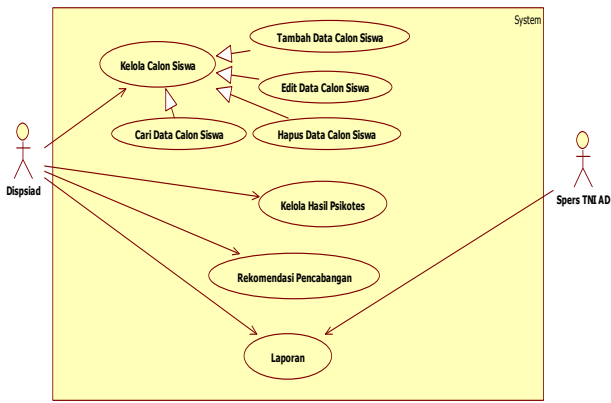 System
Tambah Data Calon Siswa
Kelola Calon Siswa
Edit Data Calon Siswa
Cari Data Calon Siswa
Hapus Data Calon Siswa
Dispsiad
Spers TNI AD
Kelola Hasil Psikotes
Rekomendasi Pencabangan
Laporan